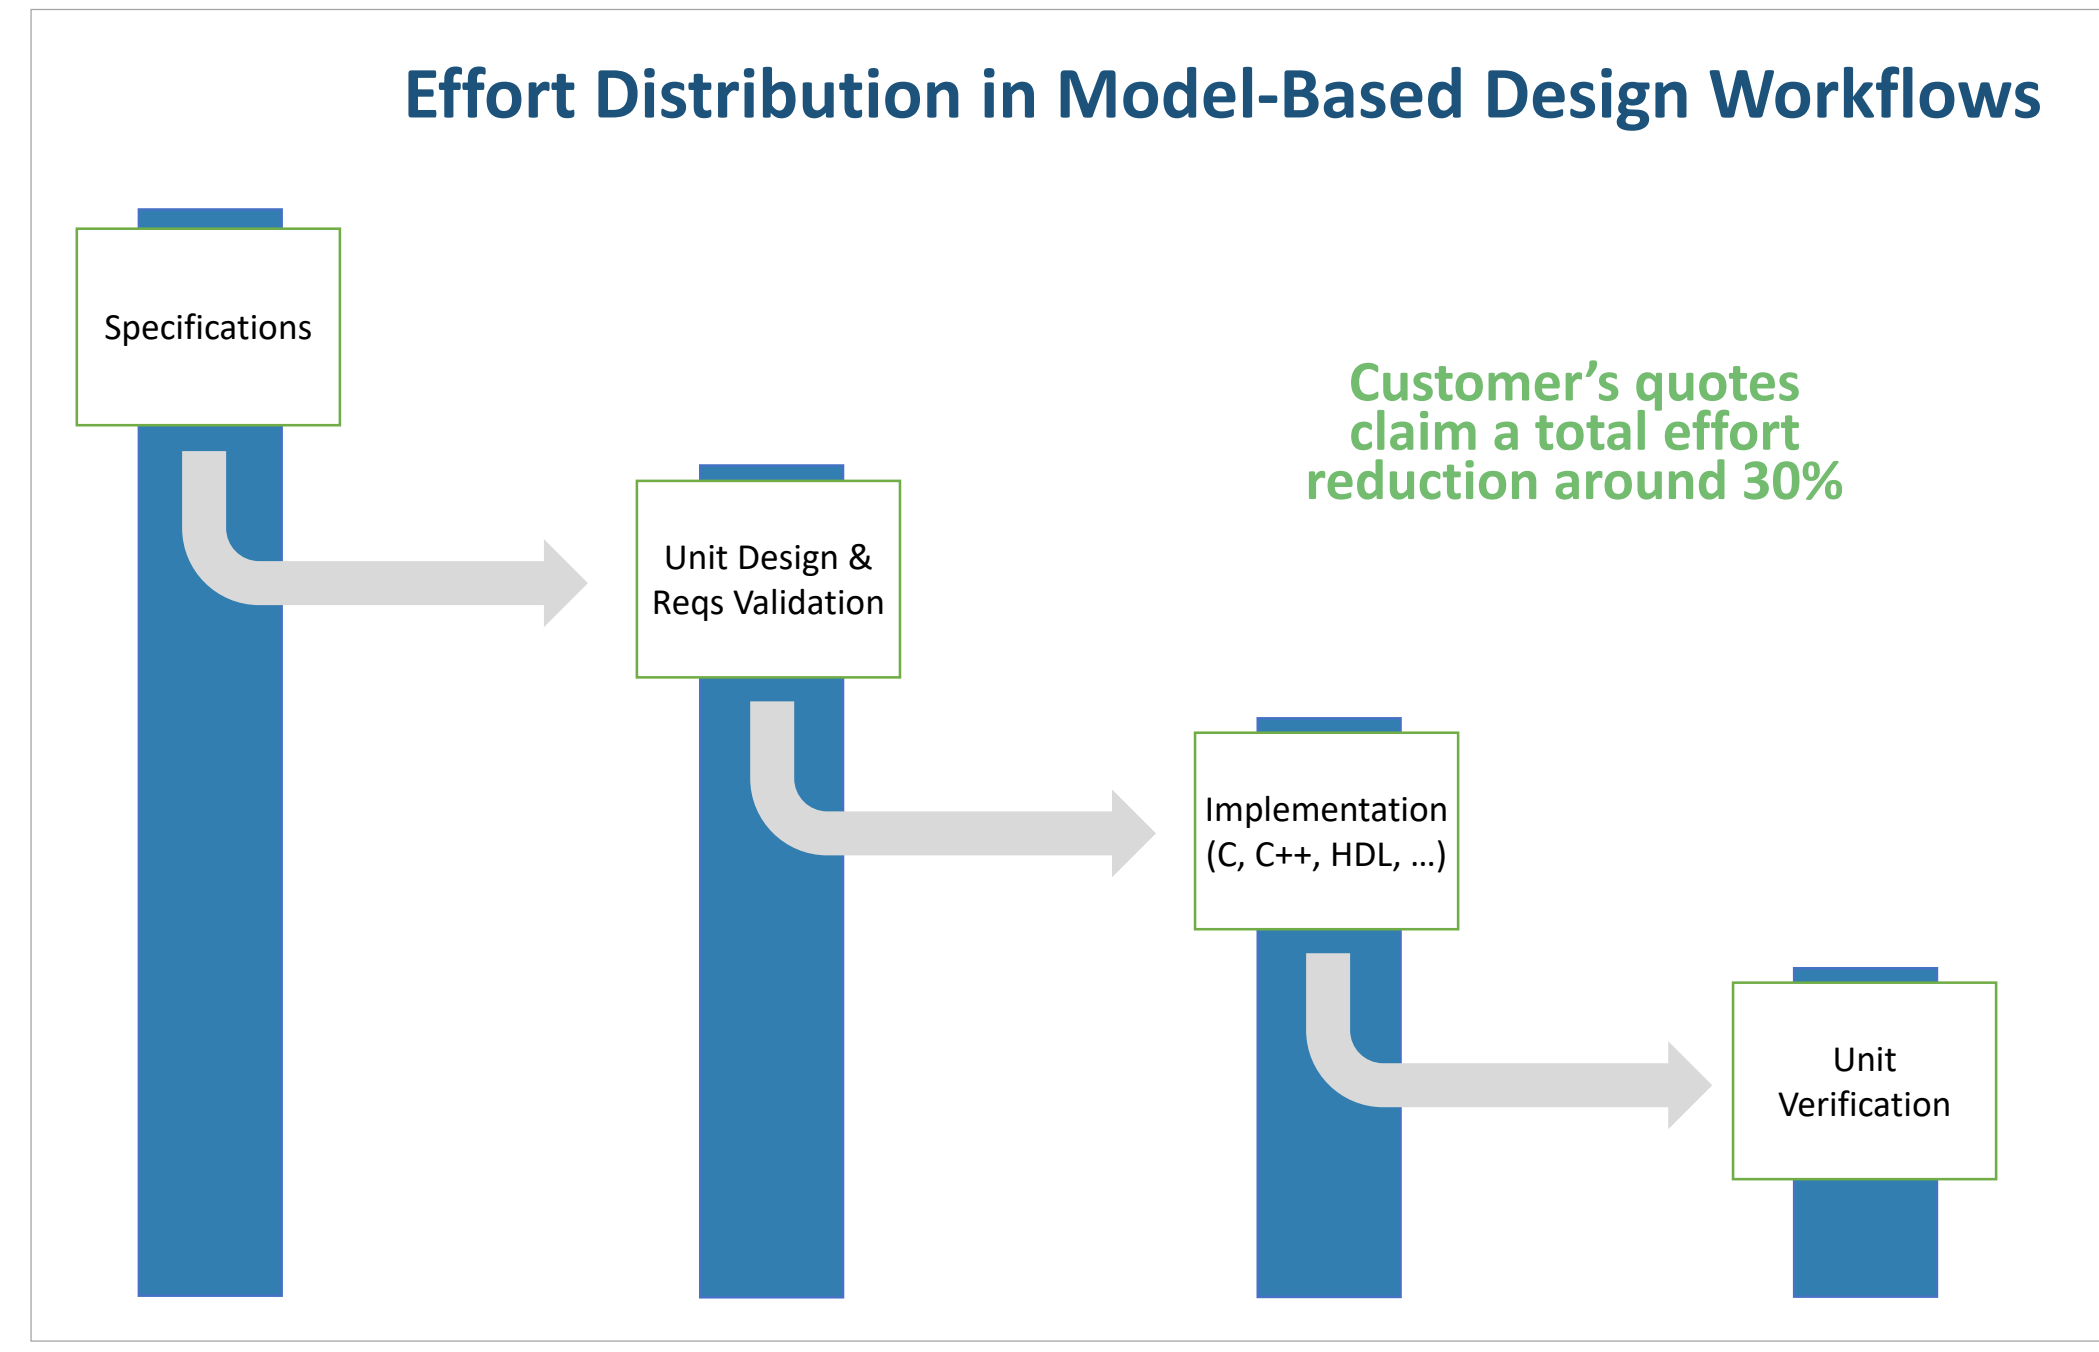 Effort Distribution in Model-Based Design Workflows
Specifications
Customer’s quotes
claim a total effort
reduction around 30%
Unit Design &
Reqs Validation
Implementation
(C, C++, HDL, …)
Unit
Verification